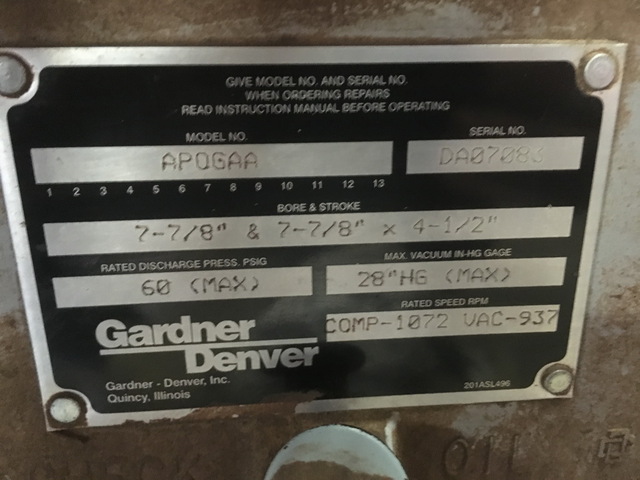 GIVE MODEL NO. AND SERIAL NO.
WHEN ORDERING REPAIRS
READ INSTRUCTION MANUAL BEFORE OPERATING
MODEL NO.
SERIAL NO.
APOGAA
1 2 3 4 5 6 7 8 9 10 11 12 13
BORE & STROKE
7-7/8" & 7-7/8" x 4-1/2"
RATED DISCHARGE PRESS. PSIG
MAX. VACUUM IN-HG GAGE
60 (MAX)
28"HG (MAX)
RATED SPEED RPM
COMP-1072 VAC-937
Gardner
Denver
Gardner - Denver, Inc.
Quincy, Illinois
201ASL496